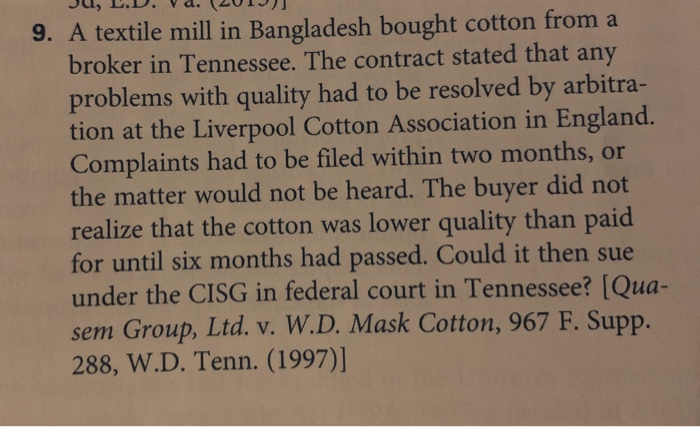 9. A textile mill in Bangladesh bought cotton from a
broker in Tennessee. The contract stated that any
problems with quality had to be resolved by arbitra-
tion at the Liverpool Cotton Association in England.
Complaints had to be filed within two months, or
the matter would not be heard. The buyer did not
realize that the cotton was lower quality than paid
for until six months had passed. Could it then sue
under the CISG in federal court in Tennessee? [Qua-
sem Group, Ltd. v. W.D. Mask Cotton, 967 F. Supp.
288, W.D. Tenn. (1997)]